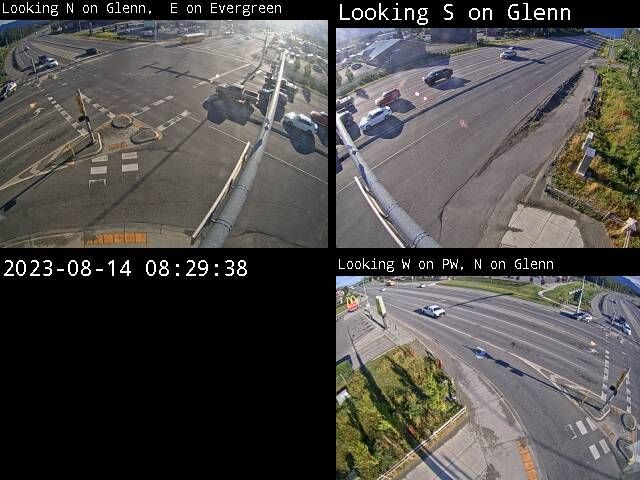 Looking N on Glenn,  E on Evergreen
Looking S on Glenn
2023-08-14 08:29:38
Looking W on PW, N on Glenn